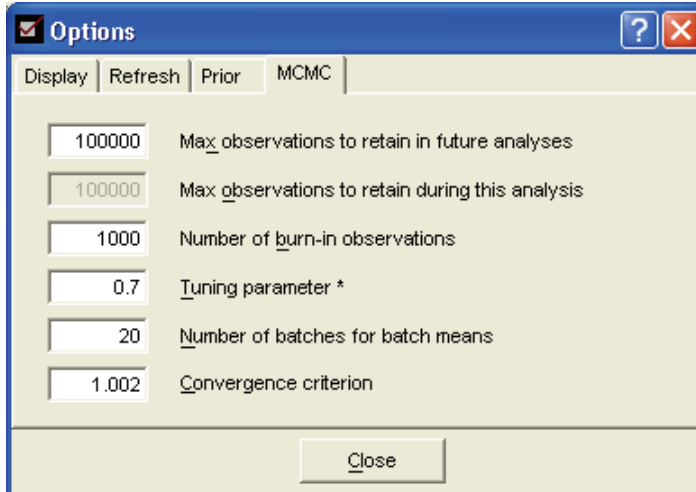 Options
?
Display Refresh Prior MCMC
100000 Max observations to retain in future analyses
100000 Max observations to retain during this analysis
1000 Number of burn-in observations
0.7 Tuning parameter *
20 Number of batches for batch means
1.002 Convergence criterion
Close